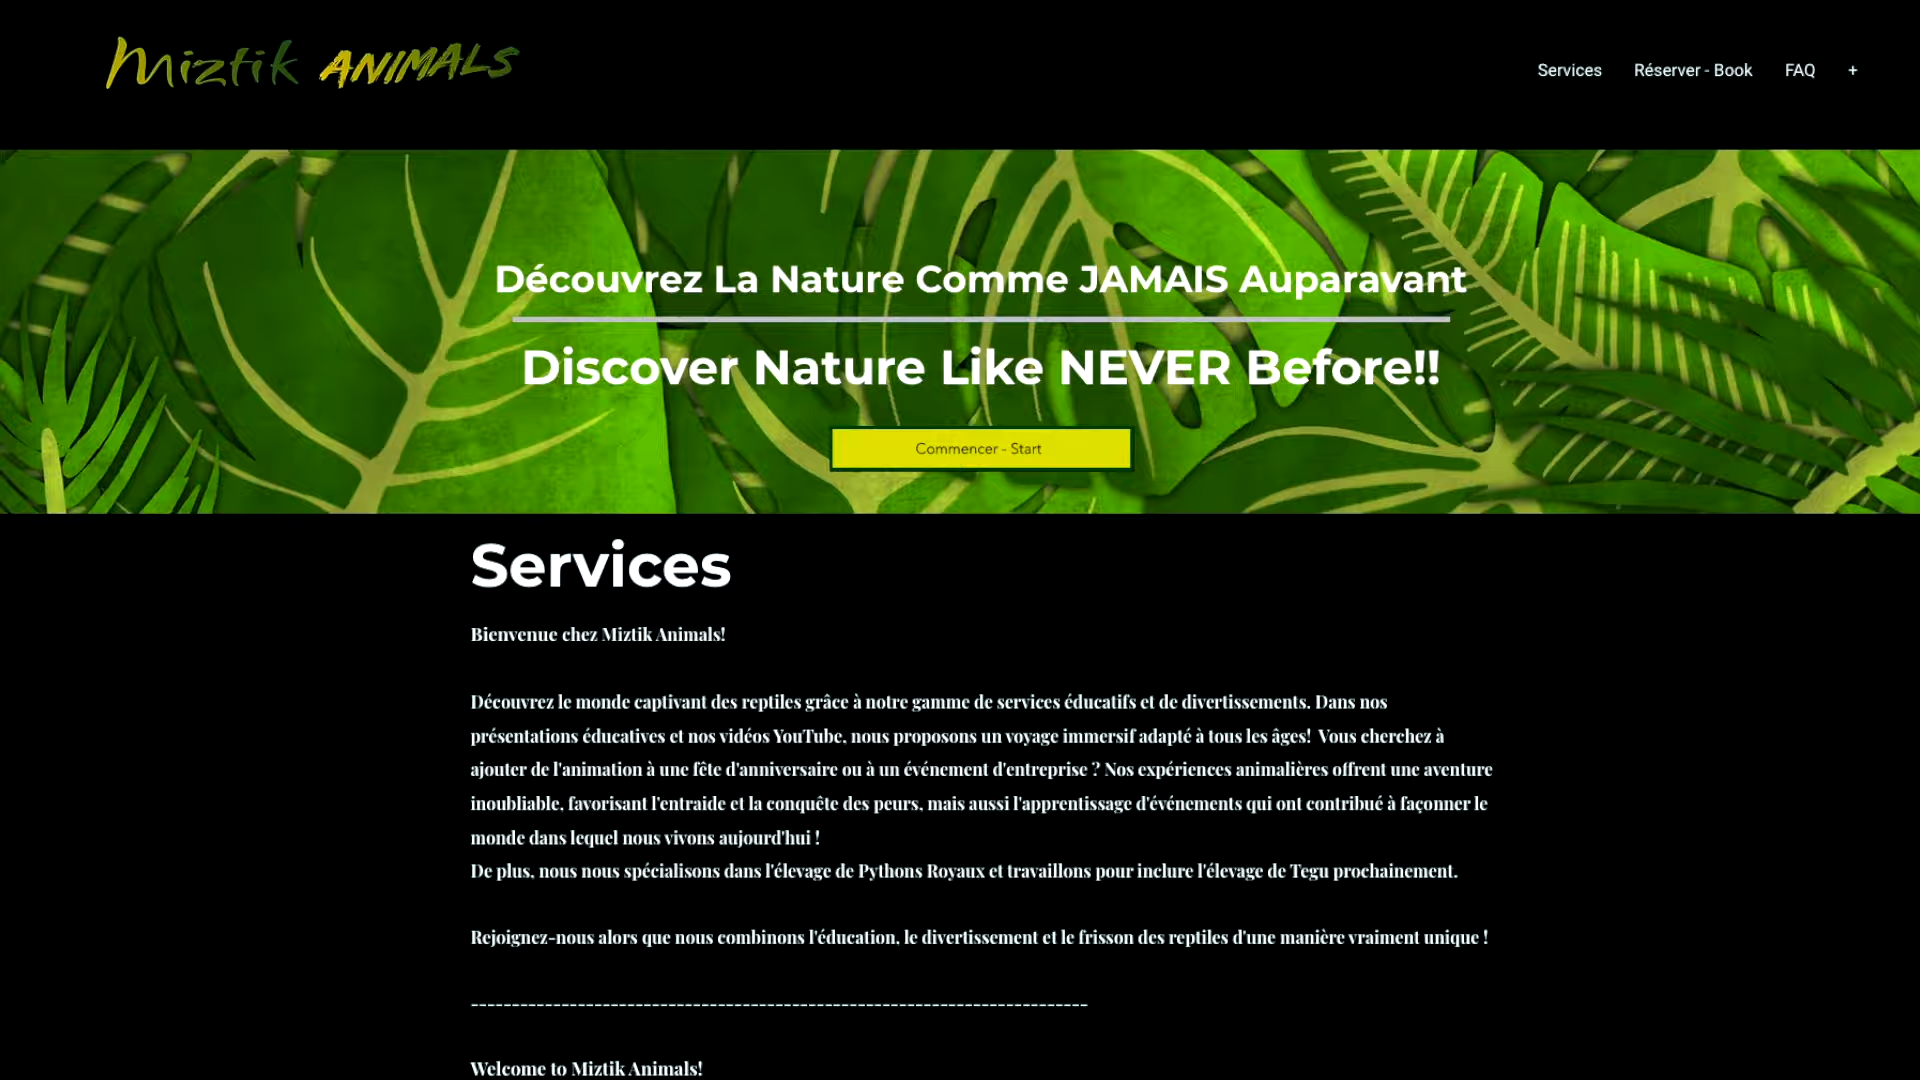 Miztik ANIMALS
Services Réserver - Book FAQ +
Découvrez La Nature Comme JAMAIS Auparavant
Discover Nature Like NEVER Before!!
Commencer - Start
Services
Bienvenue chez Miztik Animals!
Découvrez le monde captivant des reptiles grâce à notre gamme de services éducatifs et de divertissements. Dans nos
présentations éducatives et nos vidéos YouTube, nous proposons un voyage immersif adapté à tous les âges! Vous cherchez à
ajouter de l'animation à une fête d'anniversaire ou à un événement d'entreprise ? Nos expériences animalières offrent une aventure
inoubliable, favorisant l'entraide et la conquête des peurs, mais aussi l'apprentissage d'événements qui ont contribué à façonner le
monde dans lequel nous vivons aujourd'hui !
De plus, nous nous spécialisons dans l'élevage de Pythons Royaux et travaillons pour inclure l'élevage de Tegu prochainement.
Rejoignez-nous alors que nous combinons l'éducation, le divertissement et le frisson des reptiles d'une manière vraiment unique !
---------------------------------------------------------------------------
Welcome to Miztik Animals!